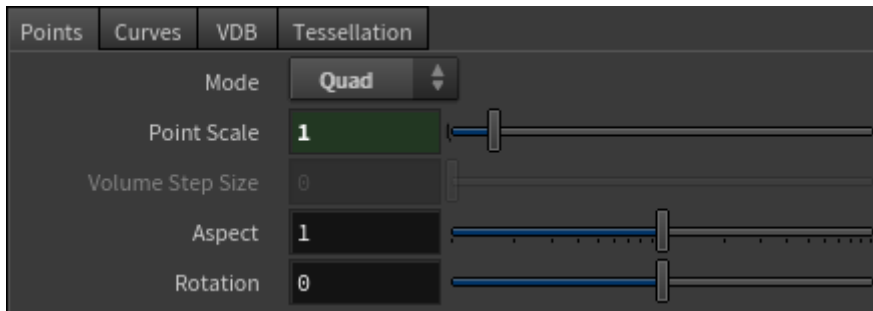 Points Curves VDB Tessellation
Mode Quad
Point Scale 1
Volume Step Size 0
Aspect 1
Rotation 0